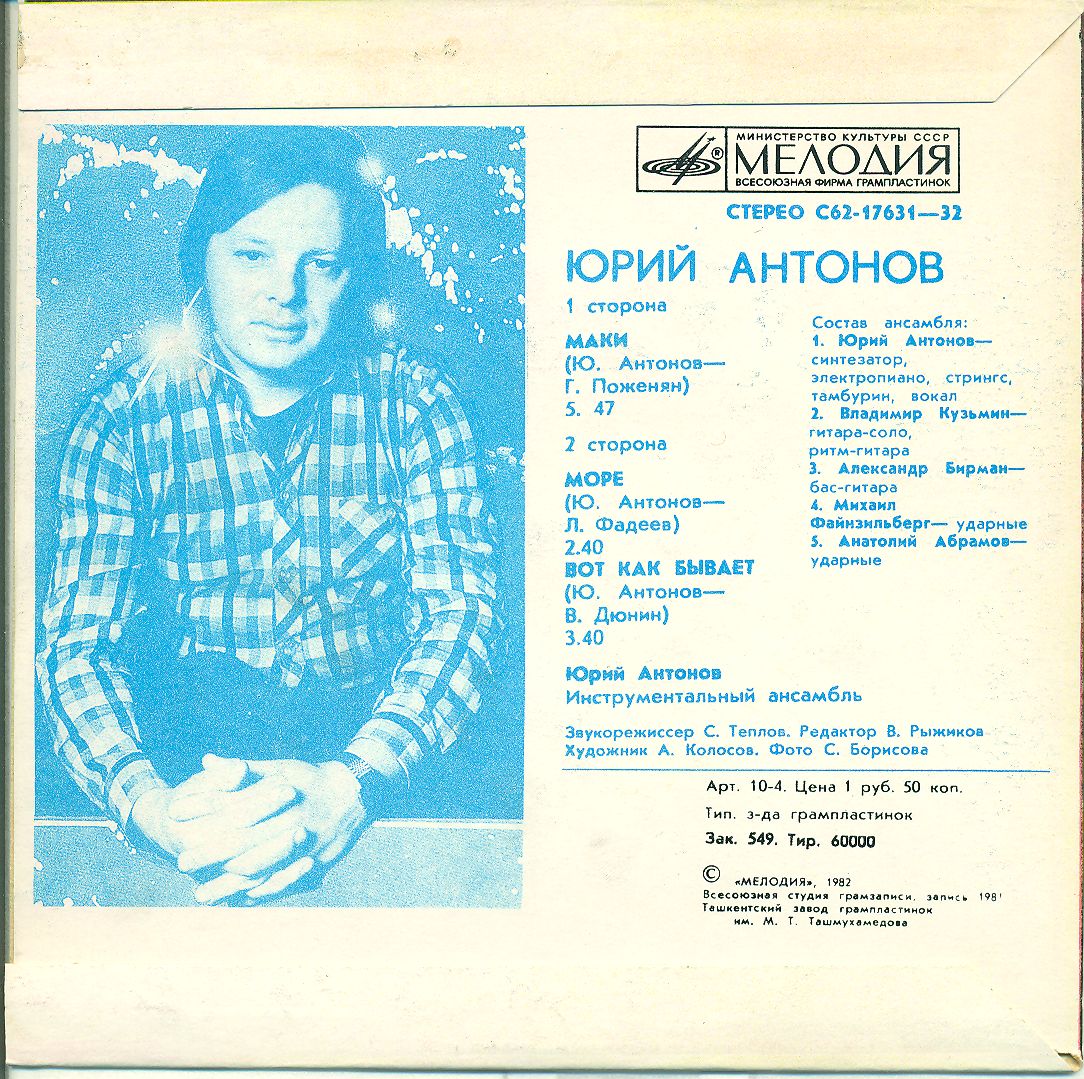 МИНИСТЕРСТВО КУЛЬТУРЫ СССР
МЕЛОДИЯ
ВСЕСОЮЗНАЯ ФИРМА ГРАМПЛАСТИНОК
СТЕРЕО С62-17631—32
ЮРИЙ АНТОНОВ
1 сторона
МАКИ
(Ю. Антонов—
Г. Поженян)
5. 47
2 сторона
МОРЕ
(Ю. Антонов—
Л. Фадеев)
2.40
ВОТ КАК БЫВАЕТ
(Ю. Антонов—
В. Дюнин)
3.40
Юрий Антонов
Инструментальный ансамбль
Состав ансамбля:
1. Юрий Антонов—
синтезатор,
электропиано, стрингс,
тамбурин, вокал
2. Владимир Кузьмин—
гитара-соло,
ритм-гитара
3. Александр Бирман—
бас-гитара
4. Михаил
Файнзильберг— ударные
5. Анатолий Абрамов—
ударные
Звукорежиссер С. Теплов. Редактор В. Рыжиков
Художник А. Колосов. Фото С. Борисова
Арт. 10-4. Цена 1 руб. 50 коп.
Тип. з-да грампластинок
Зак. 549. Тир. 60000
© «МЕЛОДИЯ», 1982
Всесоюзная студия грамзаписи, запись 1981
Ташкентский завод грампластинок
им. М. Т. Ташмухамедова